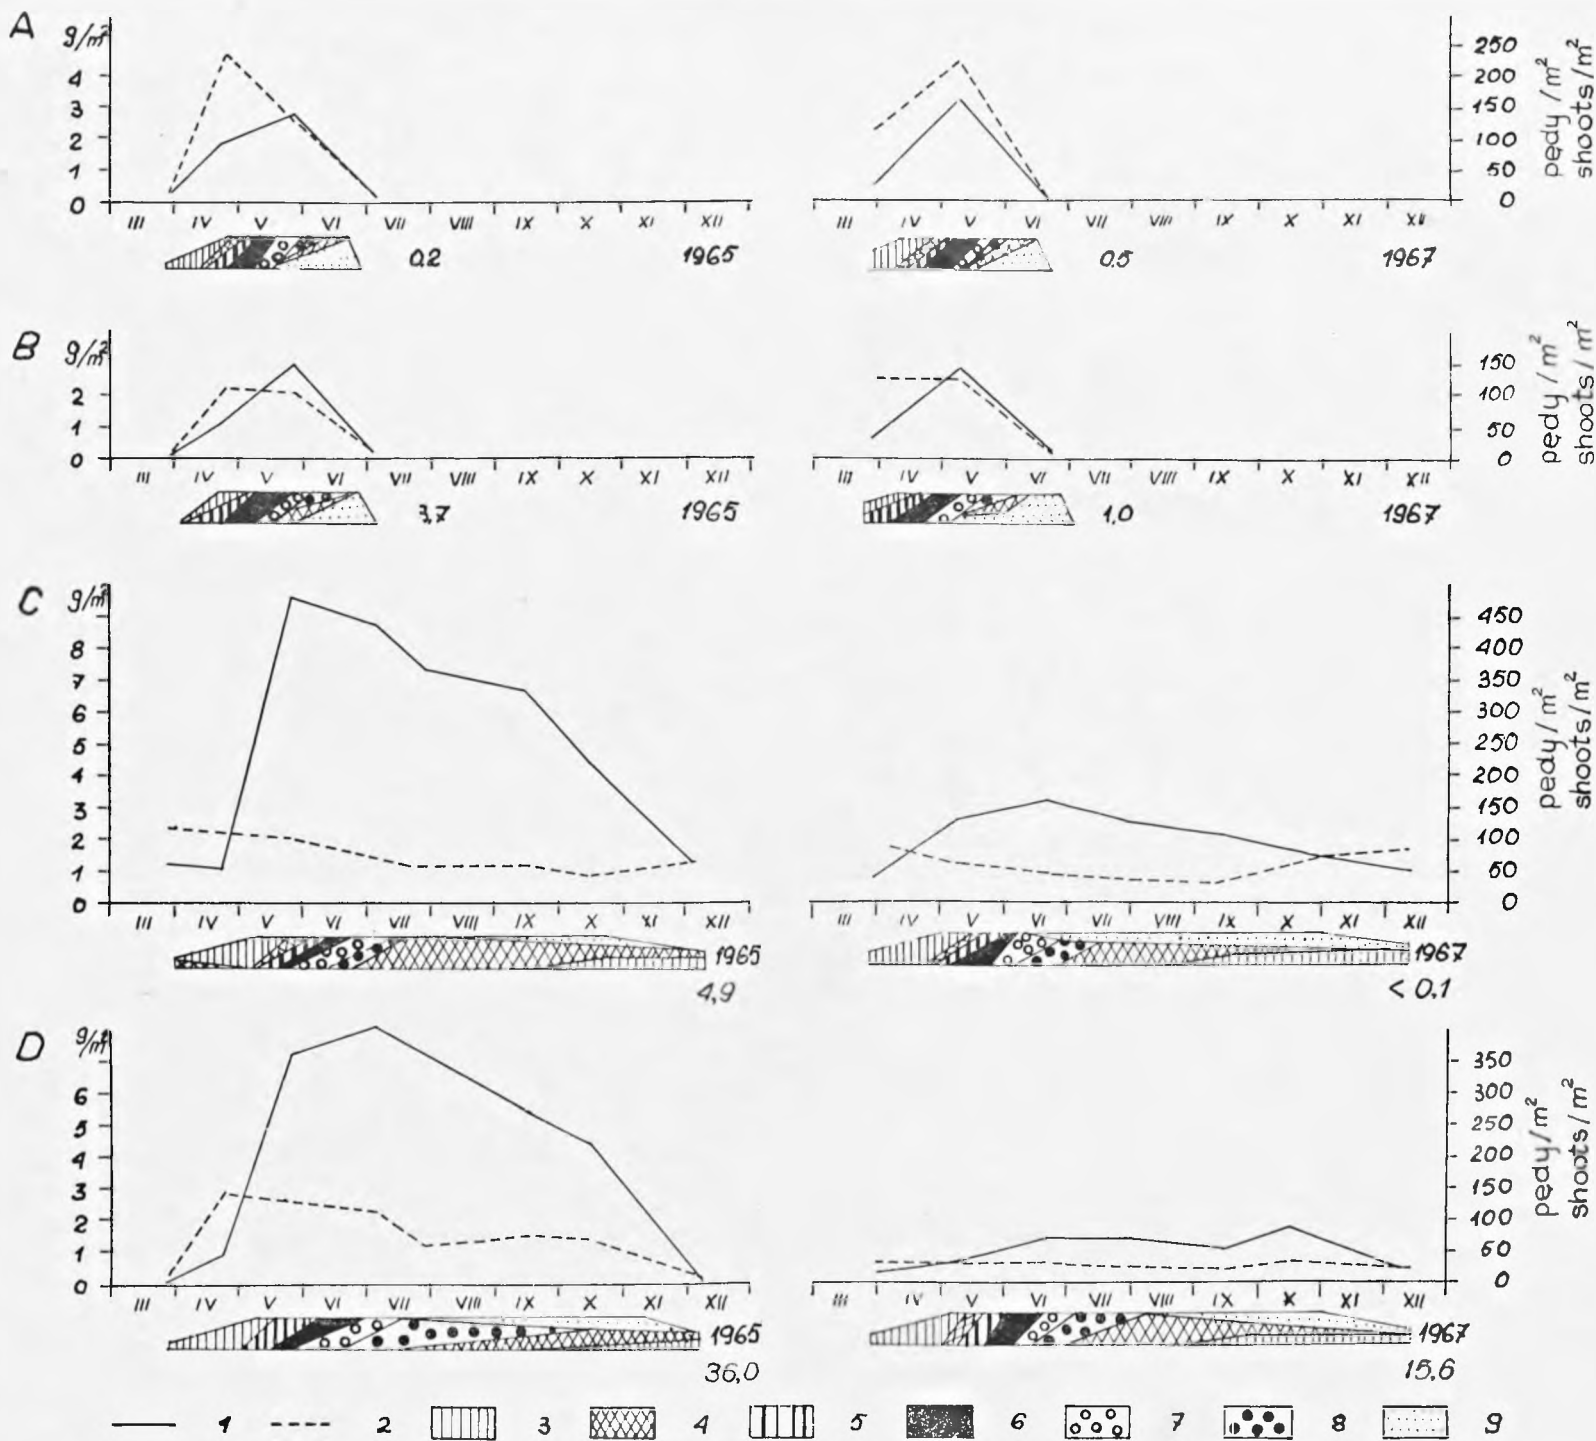 A
g/m²
4
3
2
1
0
III IV V VI VII VIII IX X XI XII
0.2 1965
250
200
150
100
50
0
pędy/m²
shoots/m²
III IV V VI VII VIII IX X XI XII
0.5 1967
B
g/m²
2
1
0
III IV V VI VII VIII IX X XI XII
3,7 1965
150
100
50
0
pędy/m²
shoots/m²
III IV V VI VII VIII IX X XI XII
1,0 1967
C
g/m²
8
7
6
5
4
3
2
1
0
III IV V VI VII VIII IX X XI XII
1965
4,9
450
400
350
300
250
200
150
100
50
0
pędy/m²
shoots/m²
III IV V VI VII VIII IX X XI XII
1967
< 0,1
D
g/m²
6
5
4
3
2
1
0
III IV V VI VII VIII IX X XI XII
1965
36,0
350
300
250
200
150
100
50
0
pędy/m²
shoots/m²
III IV V VI VII VIII IX X XI XII
1967
15,6
1 2 3 4 5 6 7 8 9